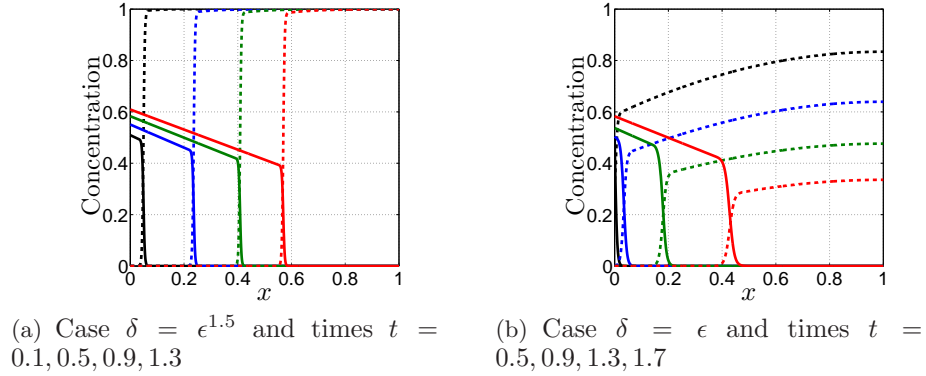 Concentration
1
0.8
0.6
0.4
0.2
0
0 0.2 0.4 0.6 0.8 1
x
(a) Case δ = ϵ^{1.5} and times t =
0.1, 0.5, 0.9, 1.3
Concentration
1
0.8
0.6
0.4
0.2
0
0 0.2 0.4 0.6 0.8 1
x
(b) Case δ = ϵ and times t =
0.5, 0.9, 1.3, 1.7